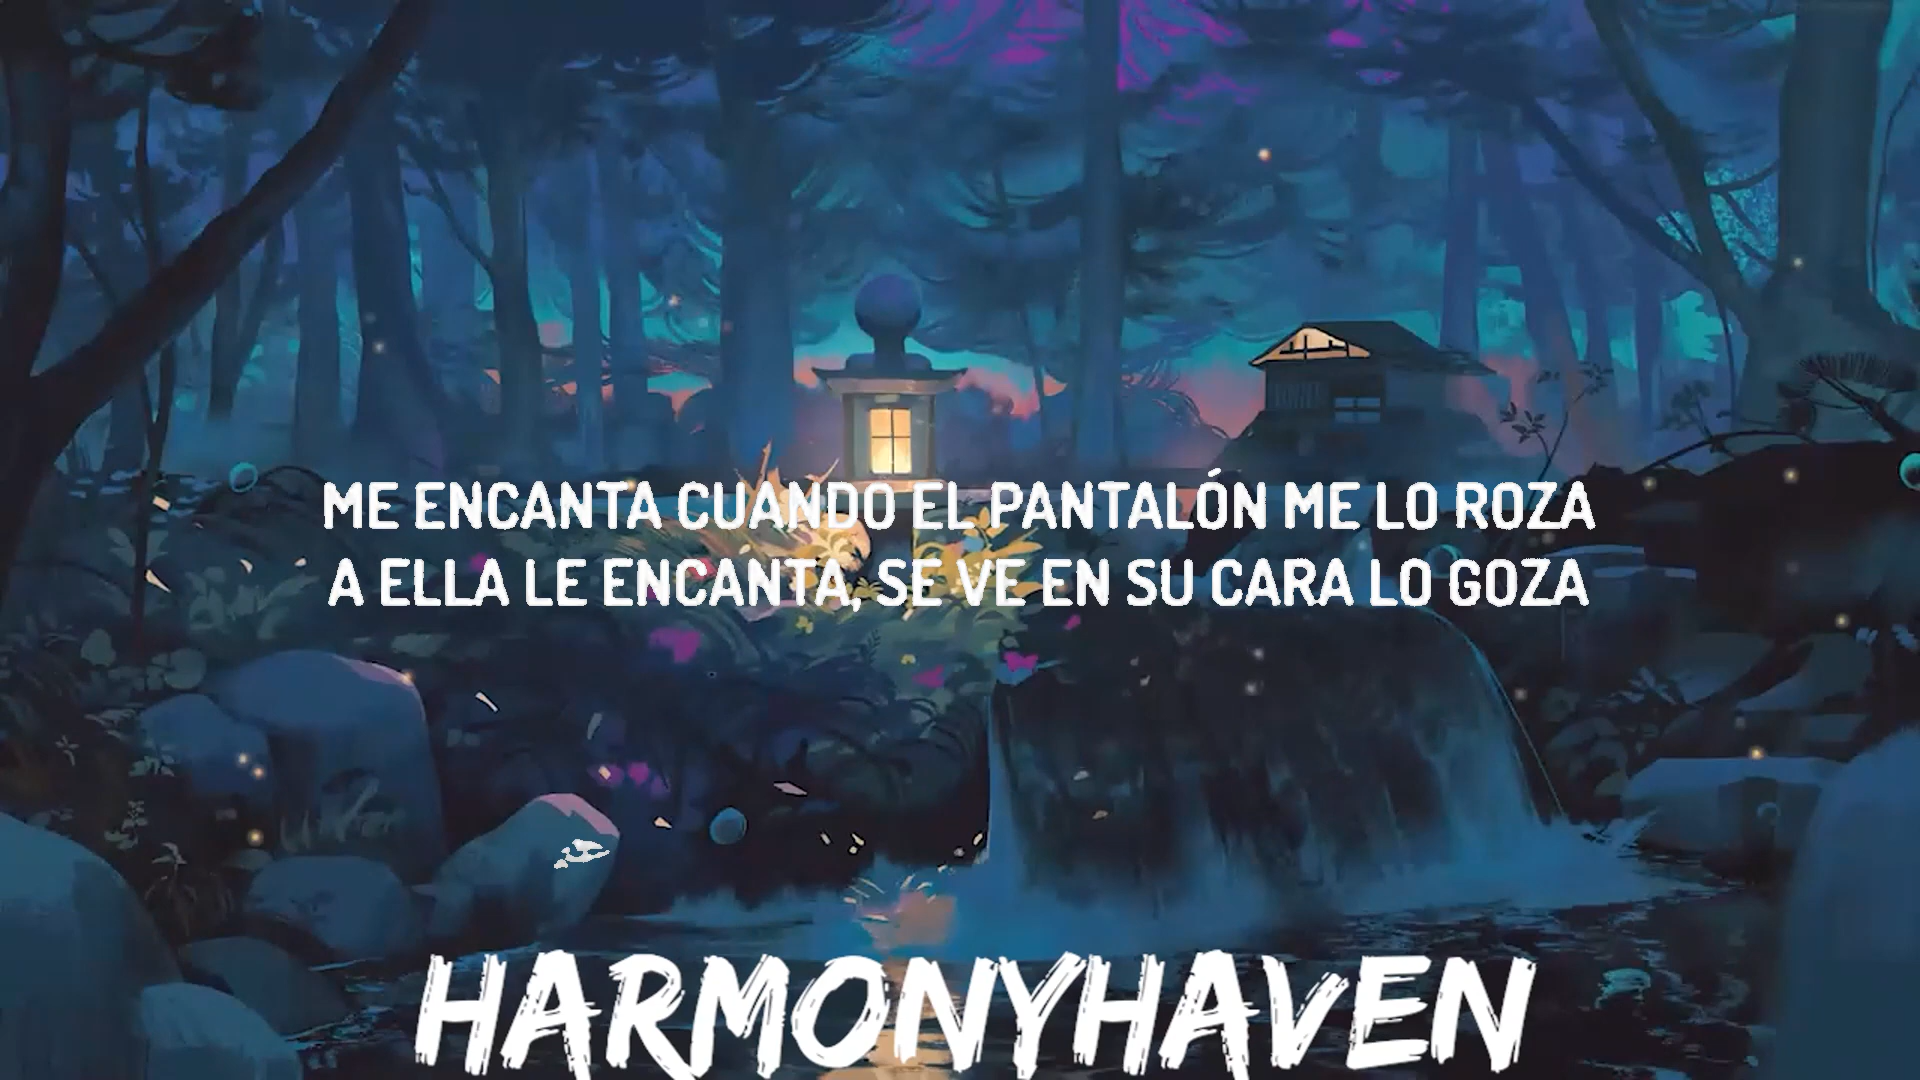 ME ENCANTA CUANDO EL PANTALÓN ME LO ROZA
A ELLA LE ENCANTA, SE VE EN SU CARA LO GOZA
HARMONYHAVEN